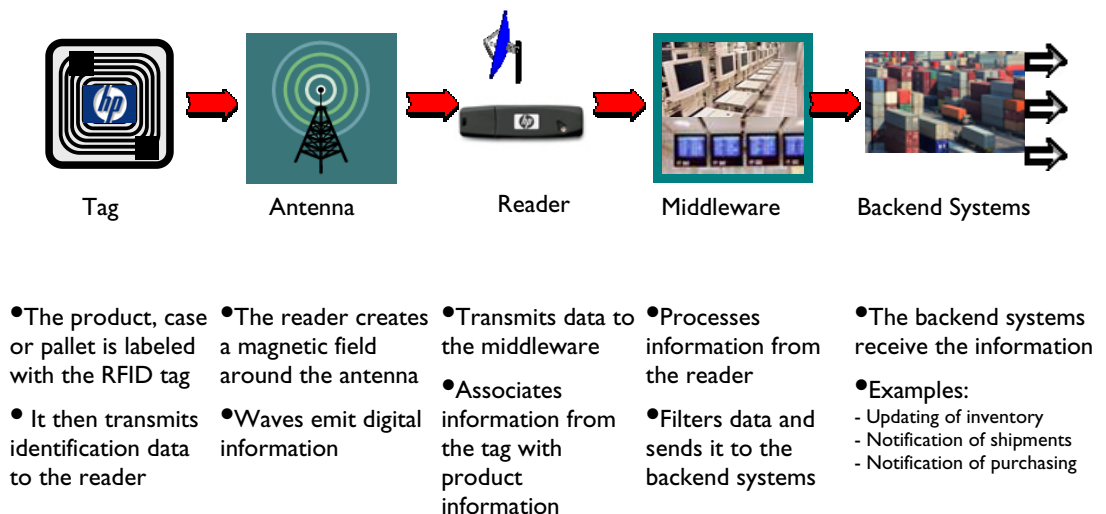 hp
hp
Tag
Antenna
Reader
Middleware
Backend Systems
•The product, case
or pallet is labeled
with the RFID tag
• It then transmits
identification data
to the reader
•The reader creates
a magnetic field
around the antenna
•Waves emit digital
information
•Transmits data to
the middleware
•Associates
information from
the tag with
product
information
•Processes
information from
the reader
•Filters data and
sends it to the
backend systems
•The backend systems
receive the information
•Examples:
- Updating of inventory
- Notification of shipments
- Notification of purchasing